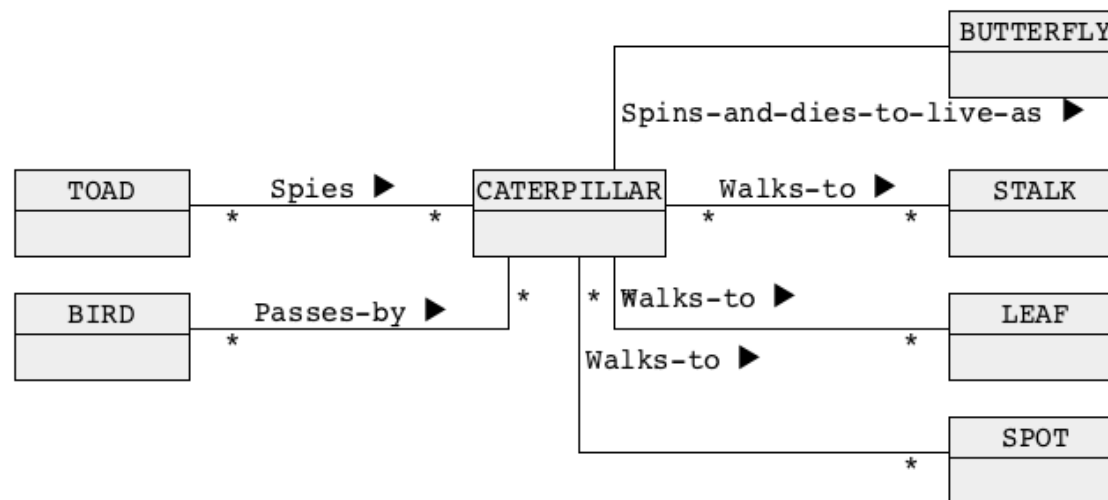 BUTTERFLY
Spins-and-dies-to-live-as ▶
TOAD
Spies ▶
CATERPILLAR
Walks-to ▶
STALK
* * * *
BIRD
Passes-by ▶
* * Walks-to ▶
LEAF
* *
Walks-to ▶
SPOT
*